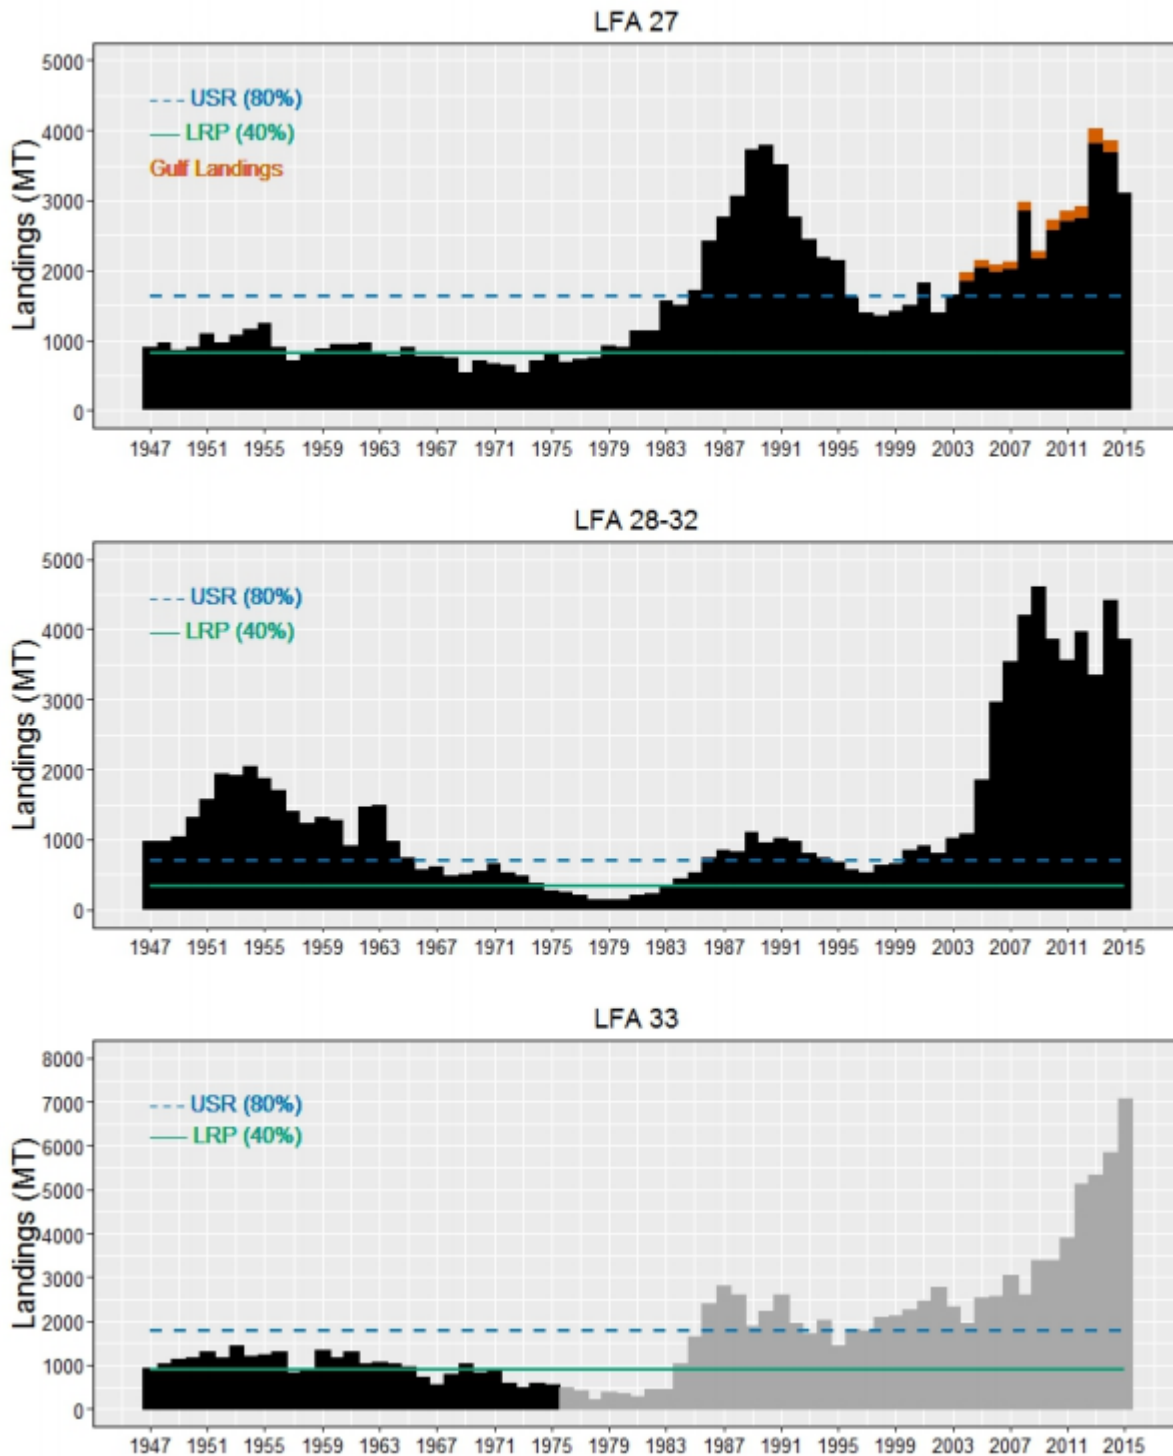 LFA 27
Landings (MT)
5000
4000
3000
2000
1000
0
USR (80%)
LRP (40%)
Gulf Landings
1947 1951 1955 1959 1963 1967 1971 1975 1979 1983 1987 1991 1995 1999 2003 2007 2011 2015
LFA 28-32
Landings (MT)
5000
4000
3000
2000
1000
0
USR (80%)
LRP (40%)
1947 1951 1955 1959 1963 1967 1971 1975 1979 1983 1987 1991 1995 1999 2003 2007 2011 2015
LFA 33
Landings (MT)
8000
7000
6000
5000
4000
3000
2000
1000
0
USR (80%)
LRP (40%)
1947 1951 1955 1959 1963 1967 1971 1975 1979 1983 1987 1991 1995 1999 2003 2007 2011 2015